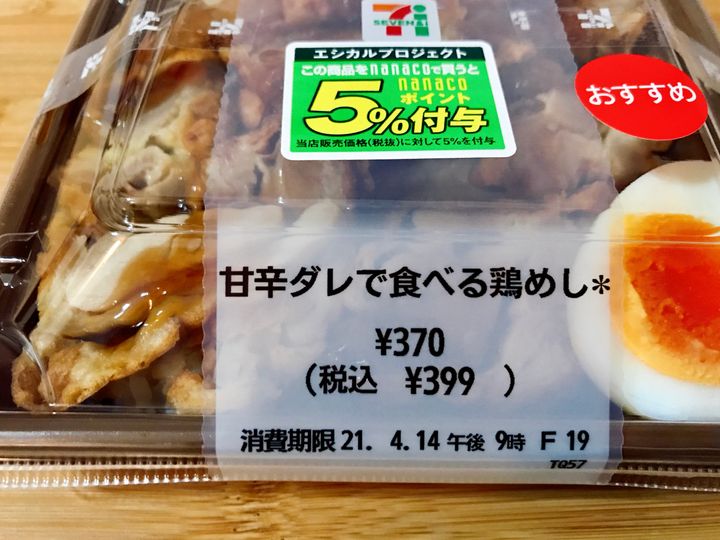 SEVEN
エシカルプロジェクト
この商品をnanacoで買うと
nanaco
ポイント
5%付与
当店販売価格(税抜)に対して5%を付与
おすすめ
甘辛ダレで食べる鶏めし*
¥370
(税込 ¥399 )
消費期限 21. 4.14 午後 9時 F 19
TQ57